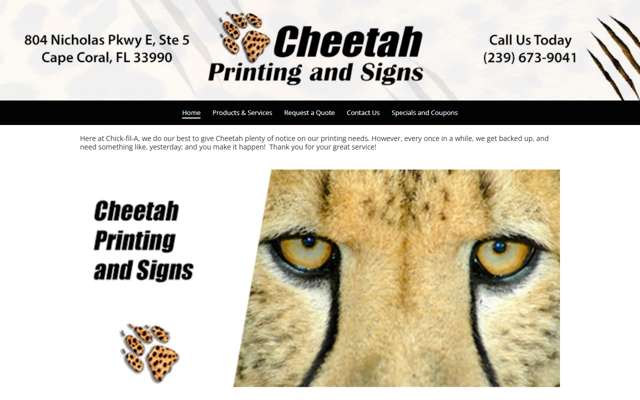 804 Nicholas Pkwy E, Ste 5
Cape Coral, FL 33990
Cheetah
Printing and Signs
Call Us Today
(239) 673-9041
Home Products & Services Request a Quote Contact Us Specials and Coupons
Here at Chick-fil-A, we do our best to give Cheetah plenty of notice on our printing needs. However, every once in a while, we get backed up, and
need something like, yesterday; and you make it happen! Thank you for your great service!
Cheetah
Printing
and Signs